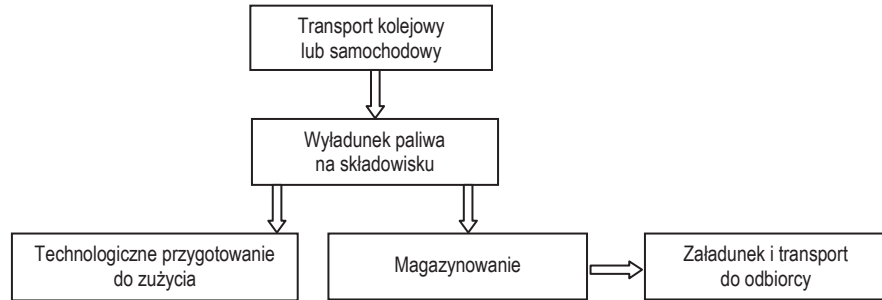 Transport kolejowy
lub samochodowy
Wyładunek paliwa
na składowisku
Technologiczne przygotowanie
do zużycia
Magazynowanie
Załadunek i transport
do odbiorcy